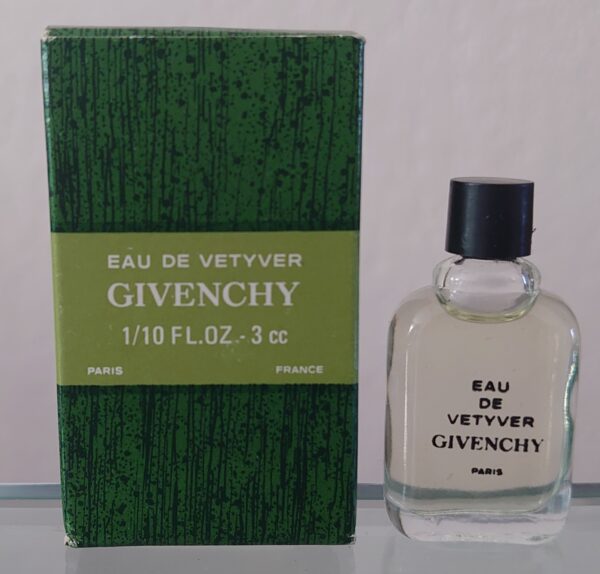 EAU DE VETYVER
GIVENCHY
1/10 FL.OZ - 3 cc
PARIS FRANCE
EAU
DE
VETYVER
GIVENCHY
PARIS